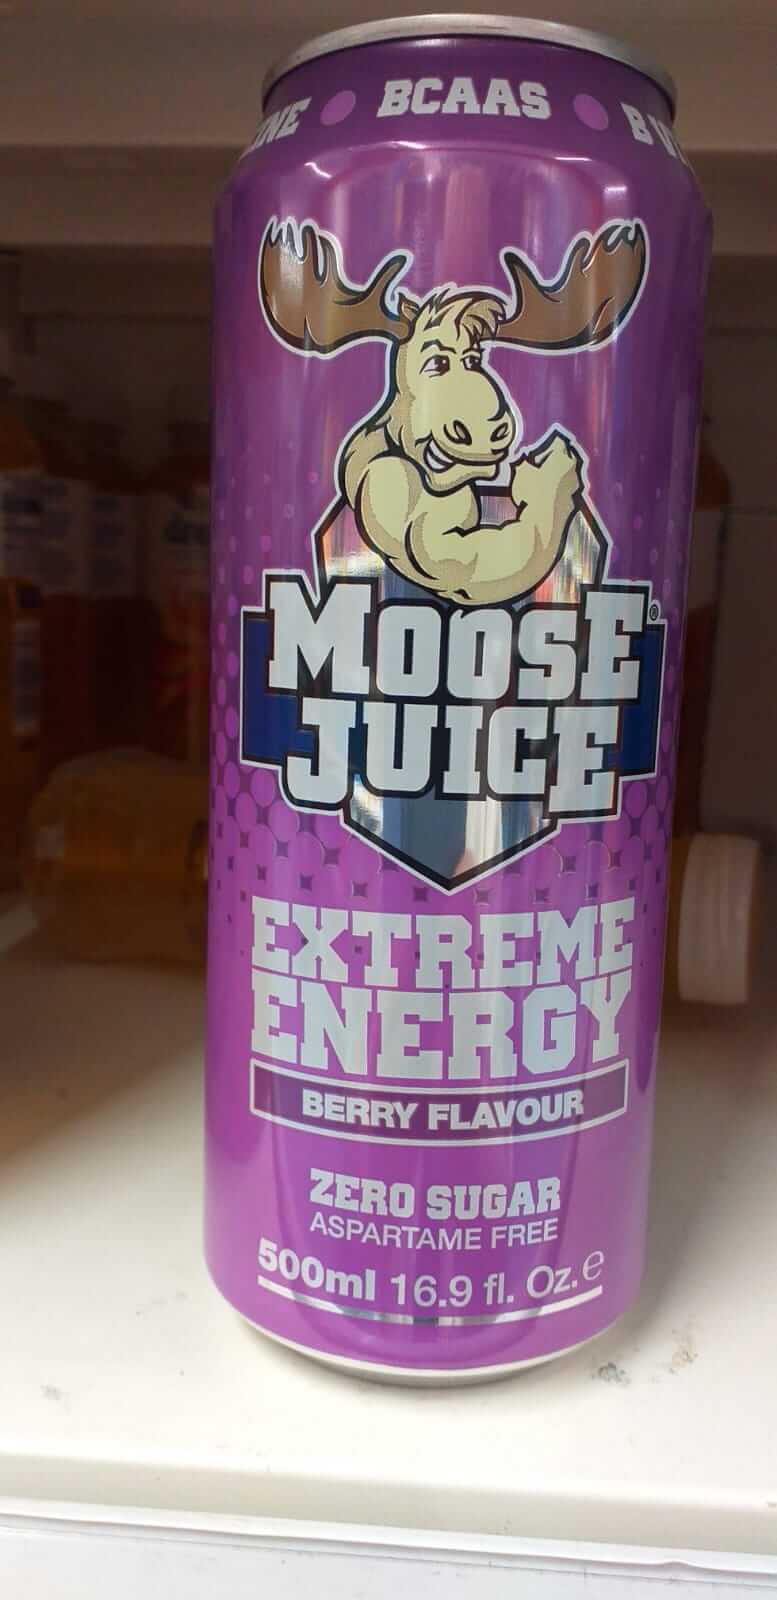 BCAAS
MOOSE
JUICE
®
EXTREME
ENERGY
BERRY FLAVOUR
ZERO SUGAR
ASPARTAME FREE
500ml 16.9 fl. Oz. ℮